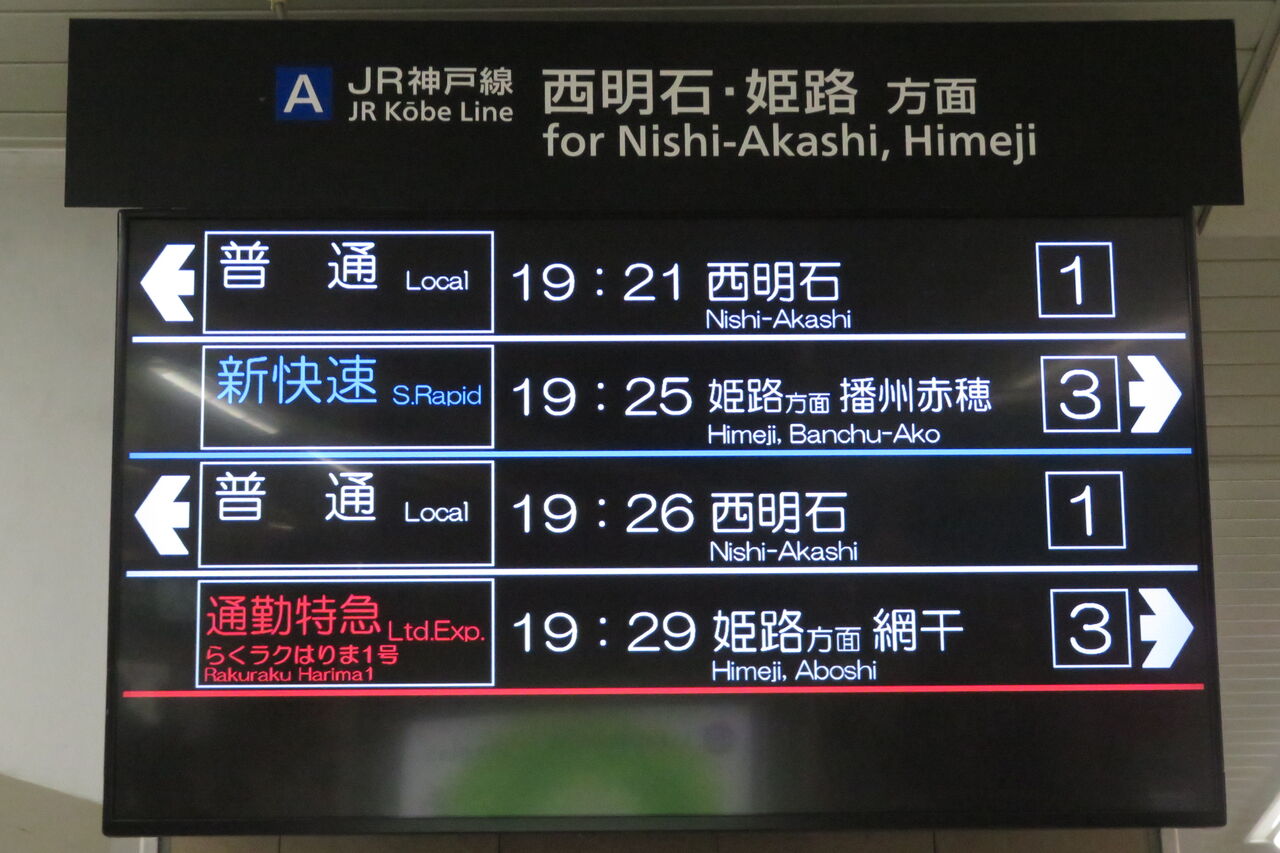 A JR神戸線 西明石・姫路 方面
JR Kōbe Line for Nishi-Akashi, Himeji
普通 Local 19:21 西明石 1
Nishi-Akashi
新快速 S.Rapid 19:25 姫路方面 播州赤穂 3
Himeji, Banchu-Ako
普通 Local 19:26 西明石 1
Nishi-Akashi
通勤特急 Ltd.Exp. 19:29 姫路方面 網干 3
らくラクはりま1号
Rakuraku Harima1 Himeji, Aboshi